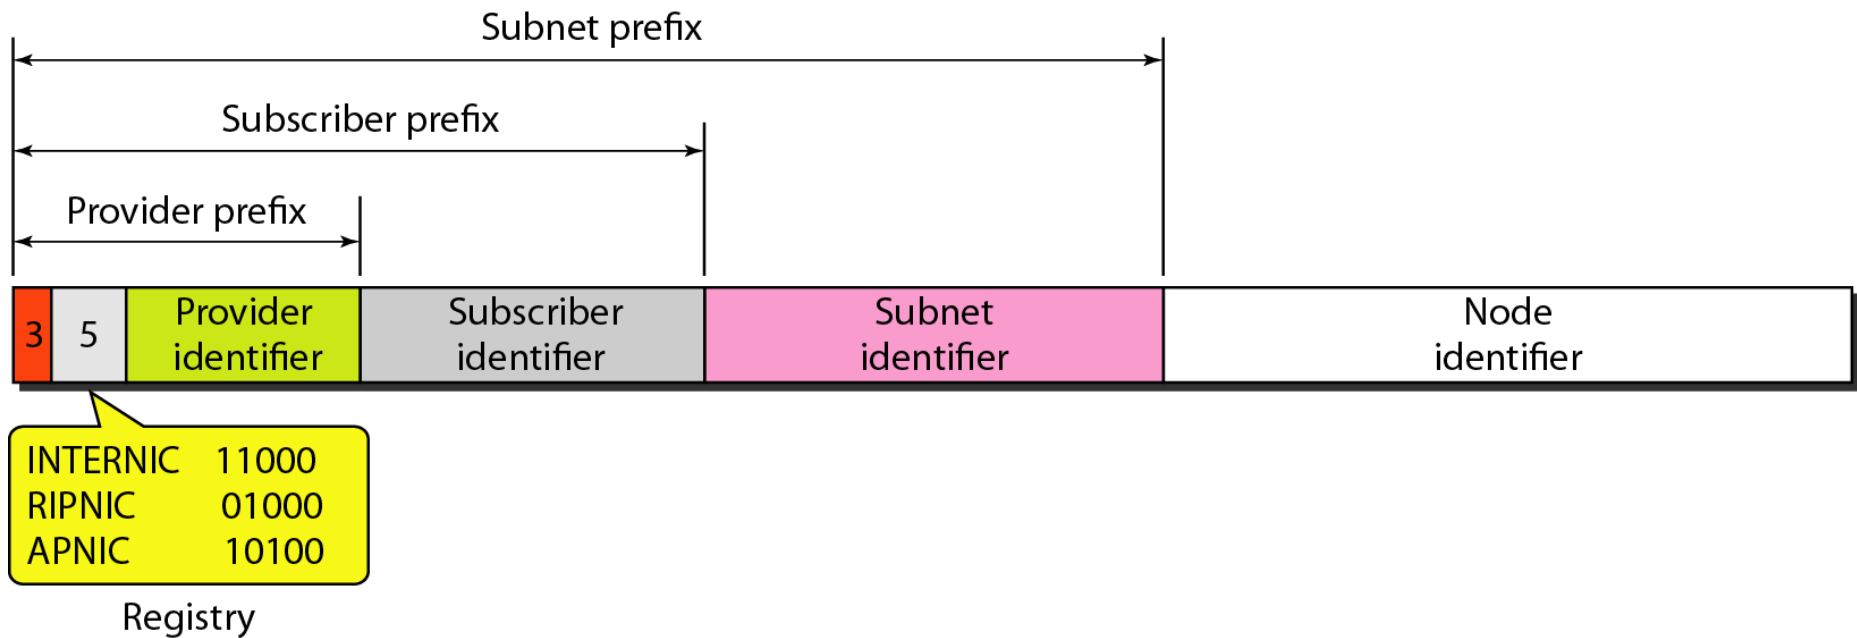 Subnet prefix
Subscriber prefix
Provider prefix
3
5
Provider
identifier
Subscriber
identifier
Subnet
identifier
Node
identifier
INTERNIC 11000
RIPNIC 01000
APNIC 10100
Registry